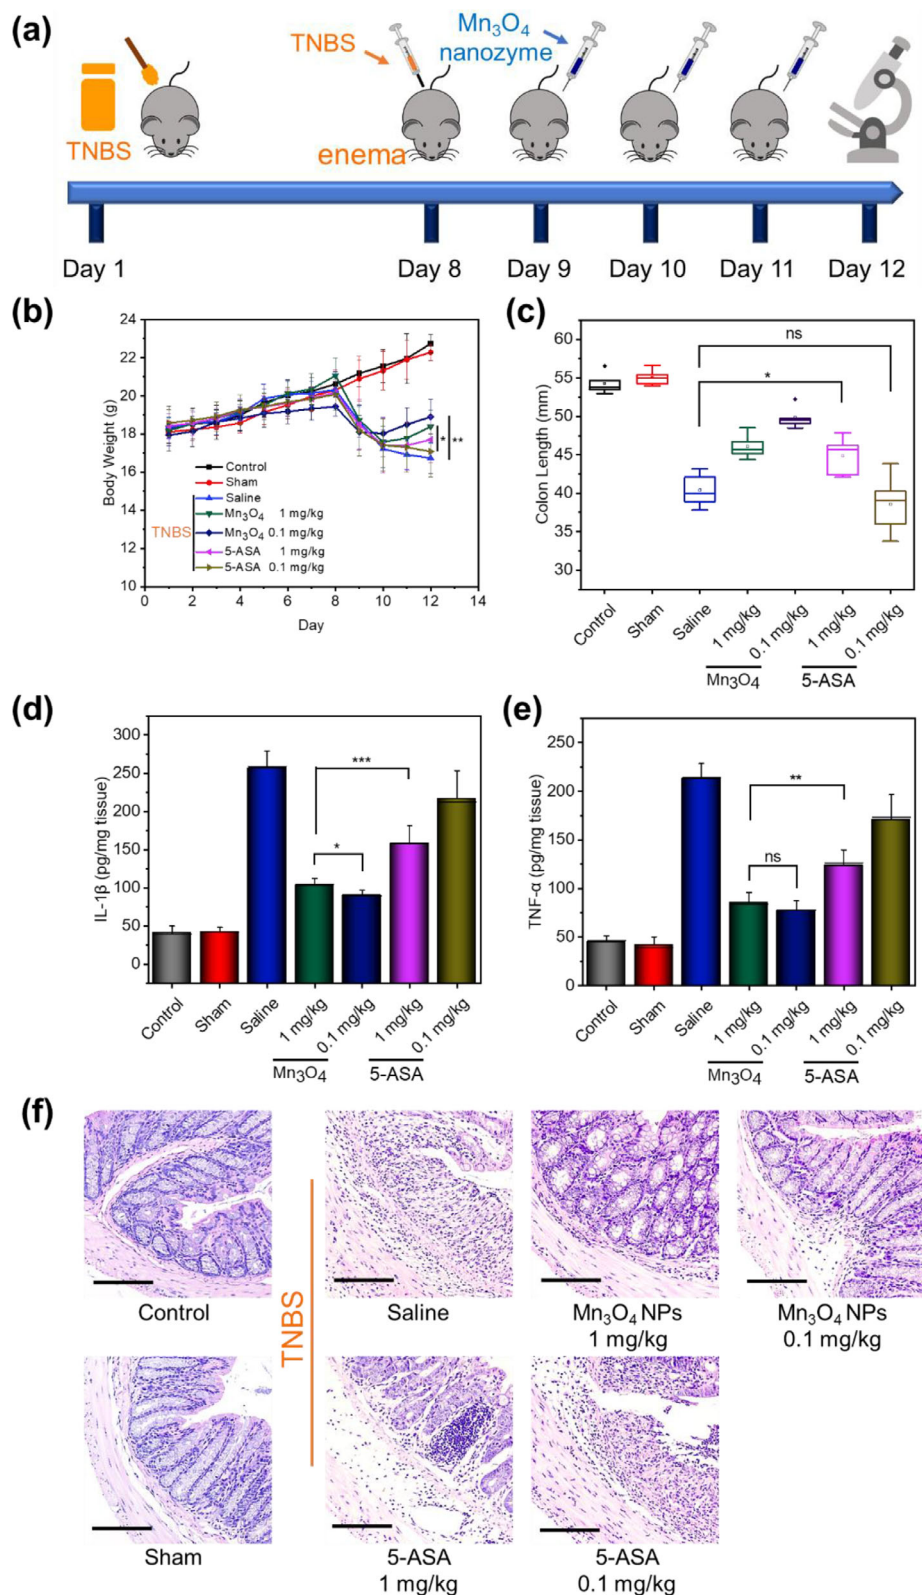 (a)
TNBS
Mn₃O₄
nanozyme
TNBS
enema
Day 1
Day 8
Day 9
Day 10
Day 11
Day 12
(b)
24
22
20
18
16
14
12
10
Body Weight (g)
* **
Control
Sham
Saline
Mn₃O₄ 1 mg/kg
Mn₃O₄ 0.1 mg/kg
5-ASA 1 mg/kg
5-ASA 0.1 mg/kg
TNBS
0 2 4 6 8 10 12 14
Day
(c)
60
55
50
45
40
35
30
Colon Length (mm)
ns
*
Control
Sham
Saline
1 mg/kg
0.1 mg/kg
1 mg/kg
0.1 mg/kg
Mn₃O₄
5-ASA
(d)
300
250
200
150
100
50
0
IL-1β (pg/mg tissue)
***
*
Control
Sham
Saline
1 mg/kg
0.1 mg/kg
1 mg/kg
0.1 mg/kg
Mn₃O₄
5-ASA
(e)
250
200
150
100
50
0
TNF-α (pg/mg tissue)
**
ns
Control
Sham
Saline
1 mg/kg
0.1 mg/kg
1 mg/kg
0.1 mg/kg
Mn₃O₄
5-ASA
(f)
Control
TNBS
Saline
Mn₃O₄ NPs
1 mg/kg
Mn₃O₄ NPs
0.1 mg/kg
Sham
5-ASA
1 mg/kg
5-ASA
0.1 mg/kg